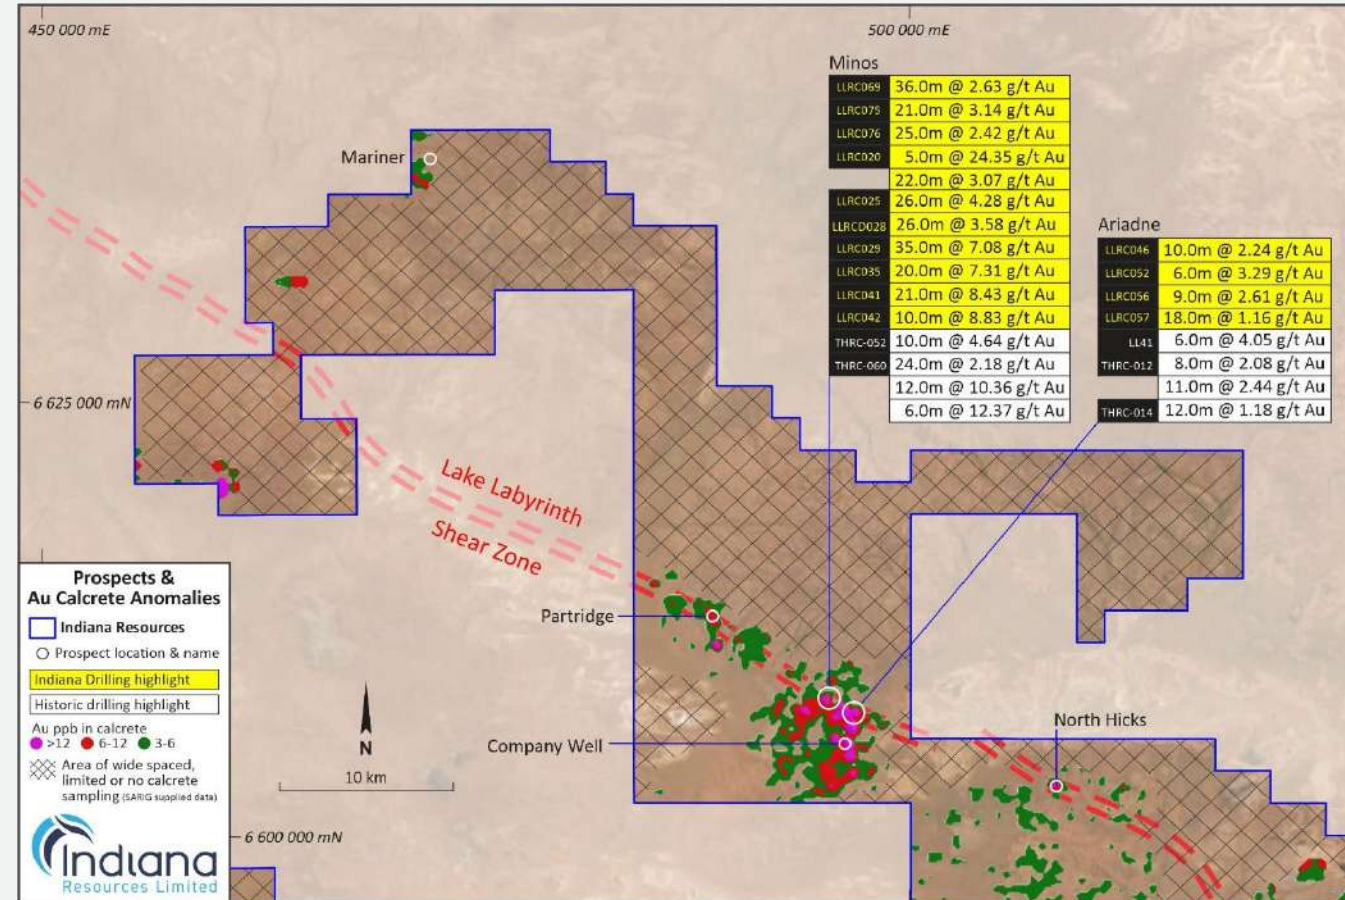 450 000 mE
500 000 mE
Minos
LLRC069 36.0m @ 2.63 g/t Au
LLRC075 21.0m @ 3.14 g/t Au
LLRC076 25.0m @ 2.42 g/t Au
LLRC020 5.0m @ 24.35 g/t Au
22.0m @ 3.07 g/t Au
LLRC025 26.0m @ 4.28 g/t Au
LLRCD028 26.0m @ 3.58 g/t Au
LLRC029 35.0m @ 7.08 g/t Au
LLRC035 20.0m @ 7.31 g/t Au
LLRC041 21.0m @ 8.43 g/t Au
LLRC042 10.0m @ 8.83 g/t Au
THRC-052 10.0m @ 4.64 g/t Au
THRC-060 24.0m @ 2.18 g/t Au
12.0m @ 10.36 g/t Au
6.0m @ 12.37 g/t Au
Ariadne
LLRC046 10.0m @ 2.24 g/t Au
LLRC052 6.0m @ 3.29 g/t Au
LLRC056 9.0m @ 2.61 g/t Au
LLRC057 18.0m @ 1.16 g/t Au
LL41 6.0m @ 4.05 g/t Au
THRC-012 8.0m @ 2.08 g/t Au
11.0m @ 2.44 g/t Au
THRC-014 12.0m @ 1.18 g/t Au
Mariner
6 625 000 mN
Lake Labyrinth
Shear Zone
Partridge
Company Well
North Hicks
Prospects &
Au Calcrete Anomalies
Indiana Resources
Prospect location & name
Indiana Drilling highlight
Historic drilling highlight
Au ppb in calcrete
>12 6-12 3-6
Area of wide spaced,
limited or no calcrete
sampling (SARIG supplied data)
N
10 km
6 600 000 mN
Indiana
Resources Limited